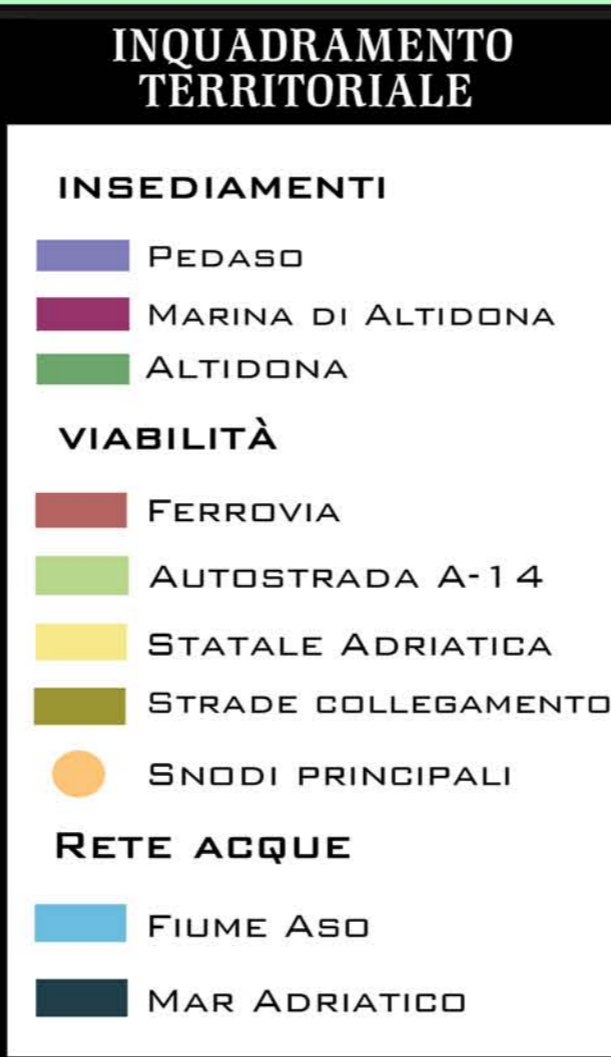 INQUADRAMENTO
TERRITORIALE
INSEDIAMENTI
PEDASO
MARINA DI ALTIDONA
ALTIDONA
VIABILITÀ
FERROVIA
AUTOSTRADA A-14
STATALE ADRIATICA
STRADE COLLEGAMENTO
SNODI PRINCIPALI
RETE ACQUE
FIUME ASO
MAR ADRIATICO